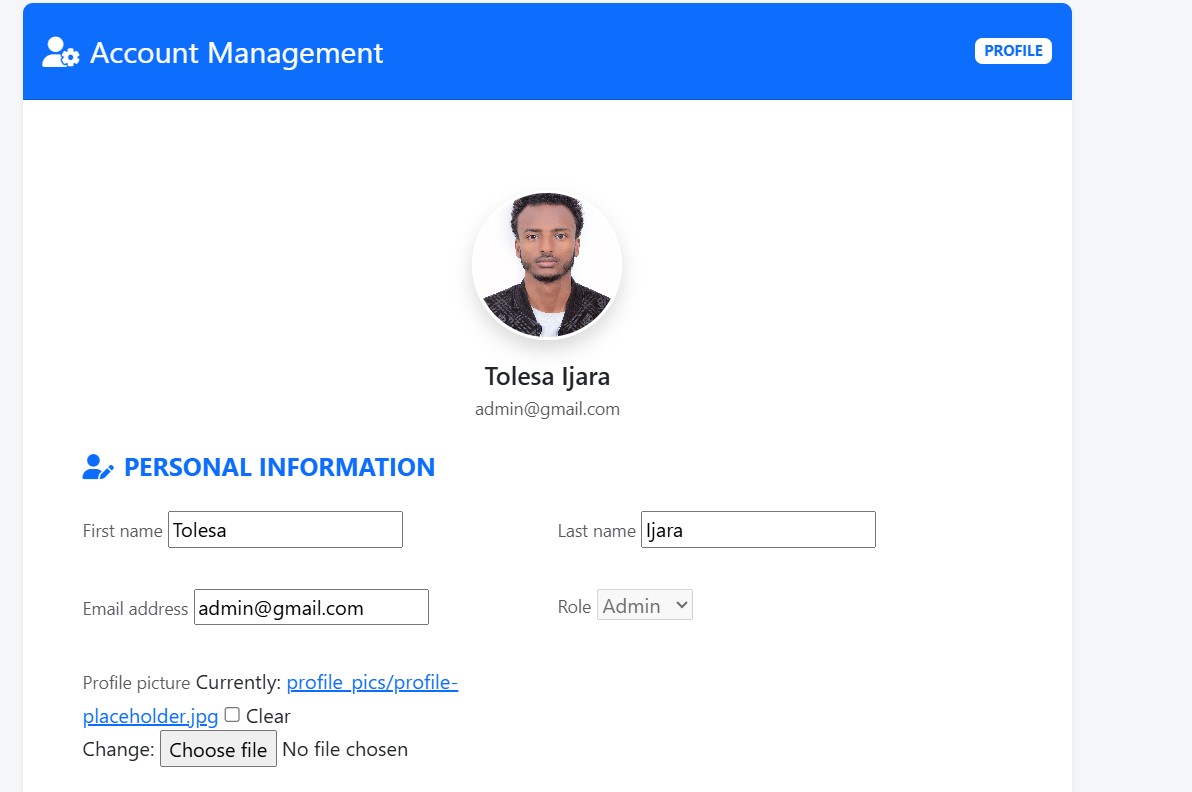 Account Management
PROFILE
Tolesa Ijara
admin@gmail.com
PERSONAL INFORMATION
First name Tolesa
Last name Ijara
Email address admin@gmail.com
Role Admin
Profile picture Currently: profile_pics/profile-
placeholder.jpg Clear
Change: Choose file No file chosen